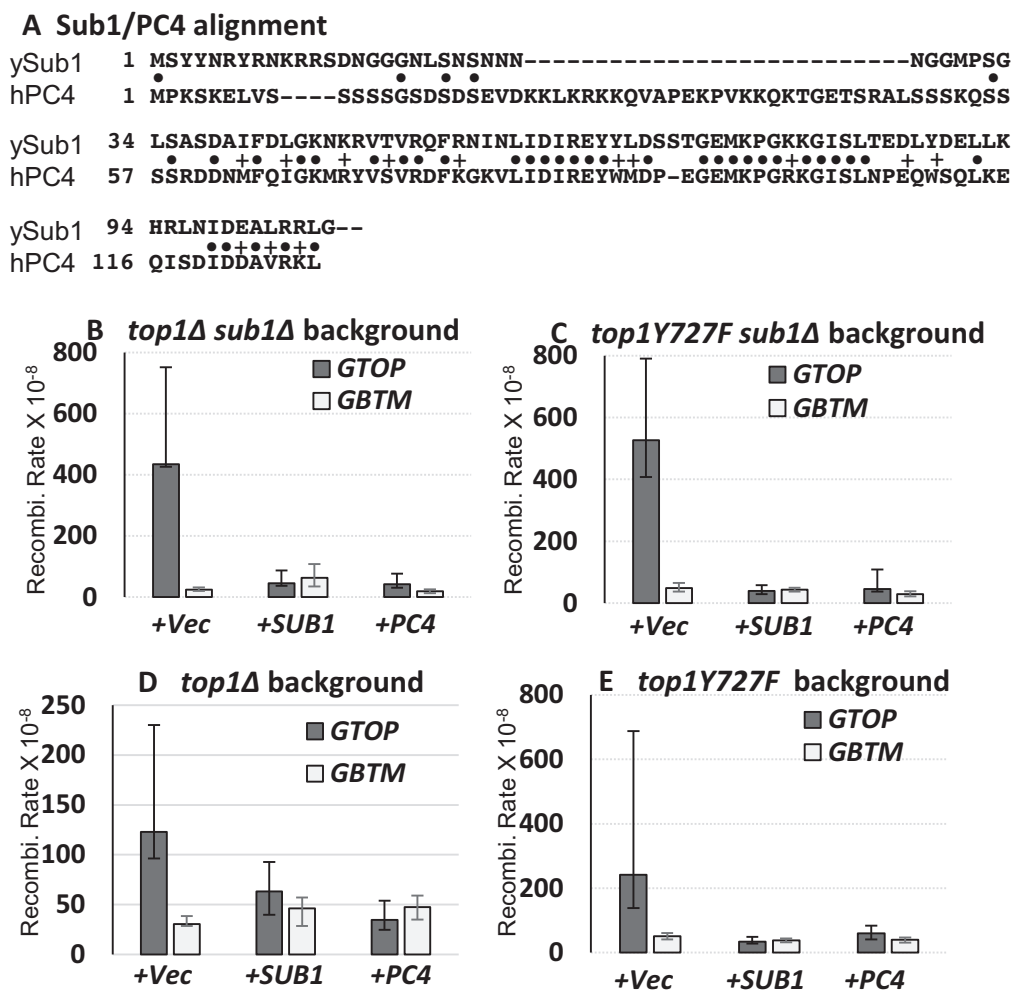 A Sub1/PC4 alignment
ySub1 1 MSYYNRYRNKRRSDNGGGNLSNSNNN---------------------------NGGMPSG
● ● ● ● ●
hPC4 1 MPKSKELVS----SSSSGSDSDSEVDKKLKRKKQVAPEKPVKKQKTGETSRALSSSKQSS
ySub1 34 LSASDAIFDLGKNKRVTVRQFRNINLIDIREYYLDSSTGEMKPGKKGISLTEDLYDELLK
● ● +● +●● + ●● ●● ●+ ●●●●●●●++● ●●●●●●+●●●●● + + ●
hPC4 57 SSRDDNMFQIGKMRYVSVRDFKGKVLIDIREYWMDP-EGEMKPGRKGISLNPEQWSQLKE
ySub1 94 HRLNIDEALRRLG--
●●+●+●+●
hPC4 116 QISDIDDAVRKL
B top1Δ sub1Δ background
Recombi. Rate X 10-8
800
600
400
200
0
GTOP
GBTM
+Vec +SUB1 +PC4
C top1Y727F sub1Δ background
Recombi. Rate X 10-8
800
600
400
200
0
GTOP
GBTM
+Vec +SUB1 +PC4
D top1Δ background
Recombi. Rate X 10-8
250
200
150
100
50
0
GTOP
GBTM
+Vec +SUB1 +PC4
E top1Y727F background
Recombi. Rate X 10-8
800
600
400
200
0
GTOP
GBTM
+Vec +SUB1 +PC4